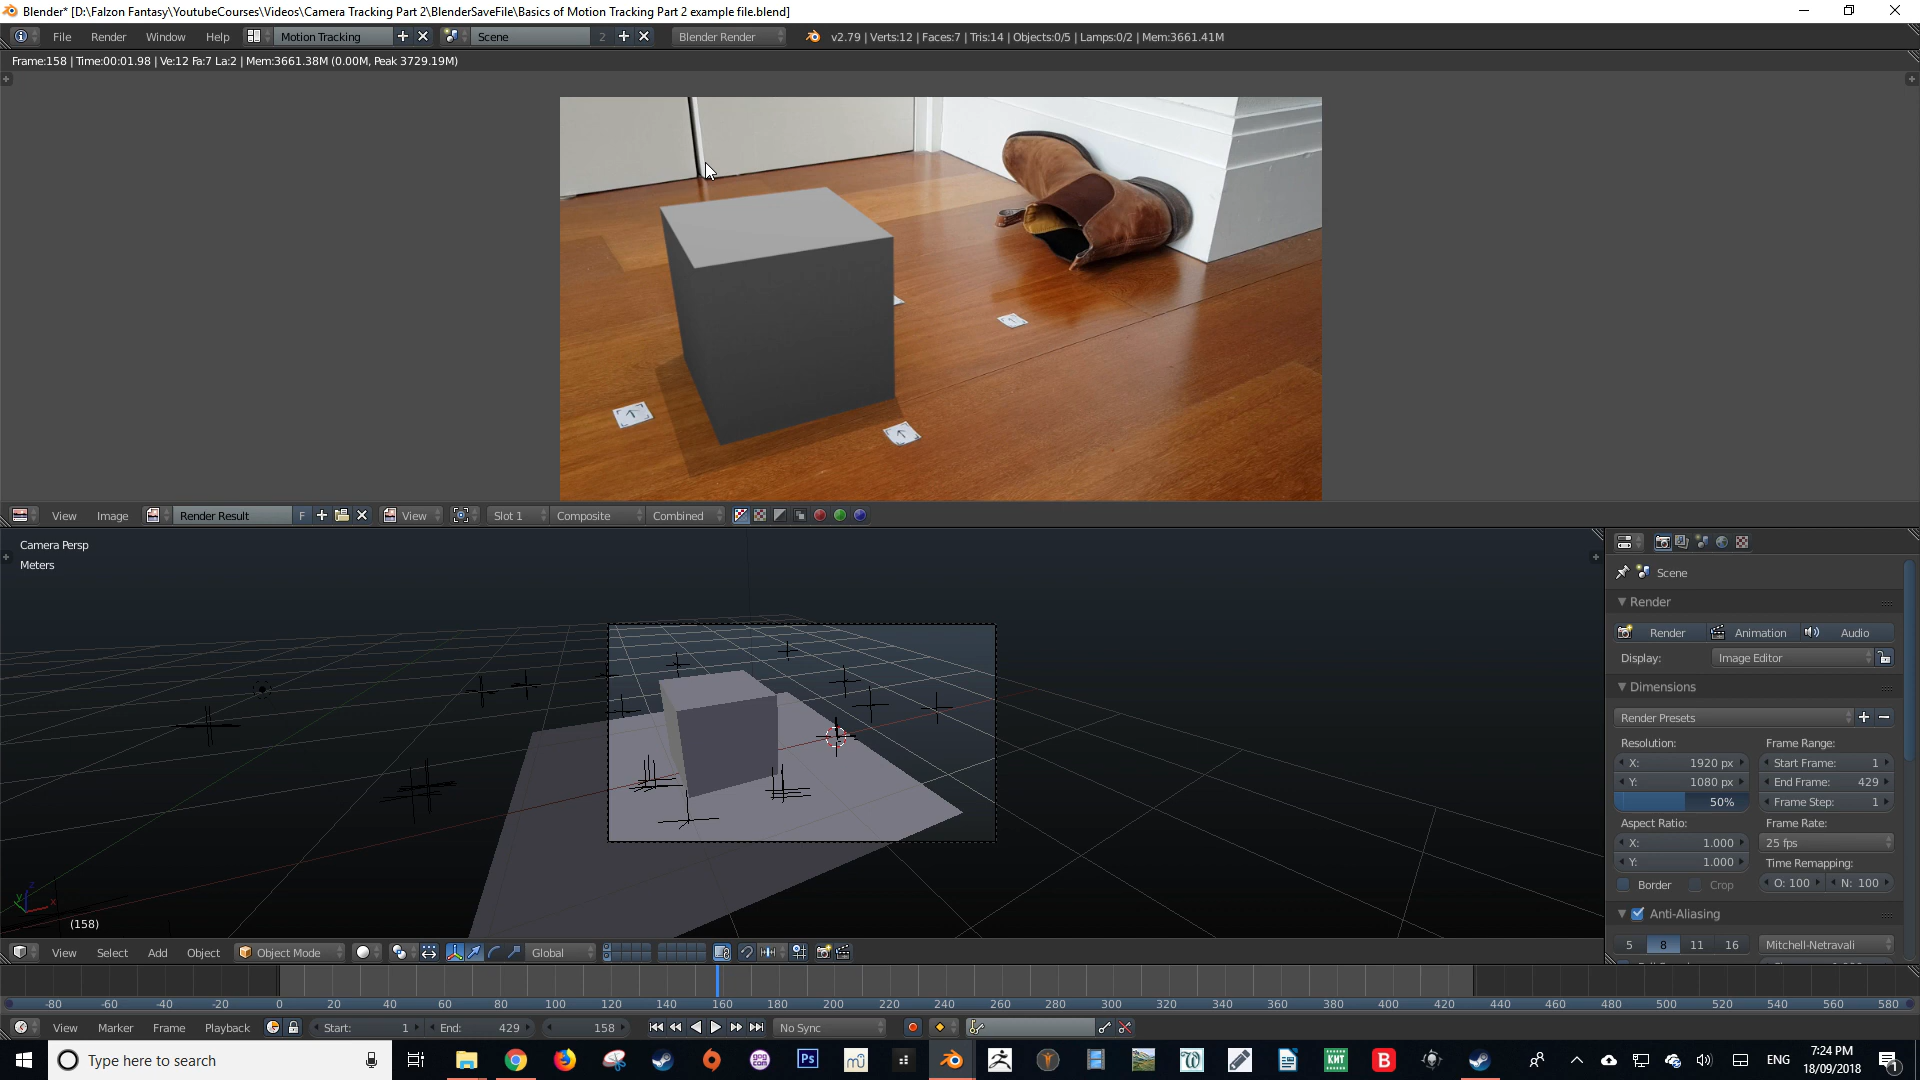 Blender* [D:\Falzon Fantasy\YoutubeCourses\Videos\Camera Tracking Part 2\BlenderSaveFile\Basics of Motion Tracking Part 2 example file.blend]
File Render Window Help Motion Tracking Scene 2 Blender Render v2.79 | Verts:12 | Faces:7 | Tris:14 | Objects:0/5 | Lamps:0/2 | Mem:3661.41M
Frame:158 | Time:00:01.98 | Ve:12 Fa:7 La:2 | Mem:3661.38M (0.00M, Peak 3729.19M)
View Image Render Result F View Slot 1 Composite Combined
Camera Persp
Meters
Scene
Render
Render Animation Audio
Display: Image Editor
Dimensions
Render Presets
Resolution: Frame Range:
X: 1920 px Start Frame: 1
Y: 1080 px End Frame: 429
50% Frame Step: 1
Aspect Ratio: Frame Rate:
X: 1.000 25 fps
Y: 1.000 Time Remapping:
Border Crop O: 100 N: 100
Anti-Aliasing
5 8 11 16 Mitchell-Netravali
z
y
x
(158)
View Select Add Object Object Mode Global
-80 -60 -40 -20 0 20 40 60 80 100 120 140 160 180 200 220 240 260 280 300 320 340 360 380 400 420 440 460 480 500 520 540 560 580
View Marker Frame Playback Start: 1 End: 429 158 No Sync
Type here to search gog com Ps KHT B ENG 7:24 PM
18/09/2018 1